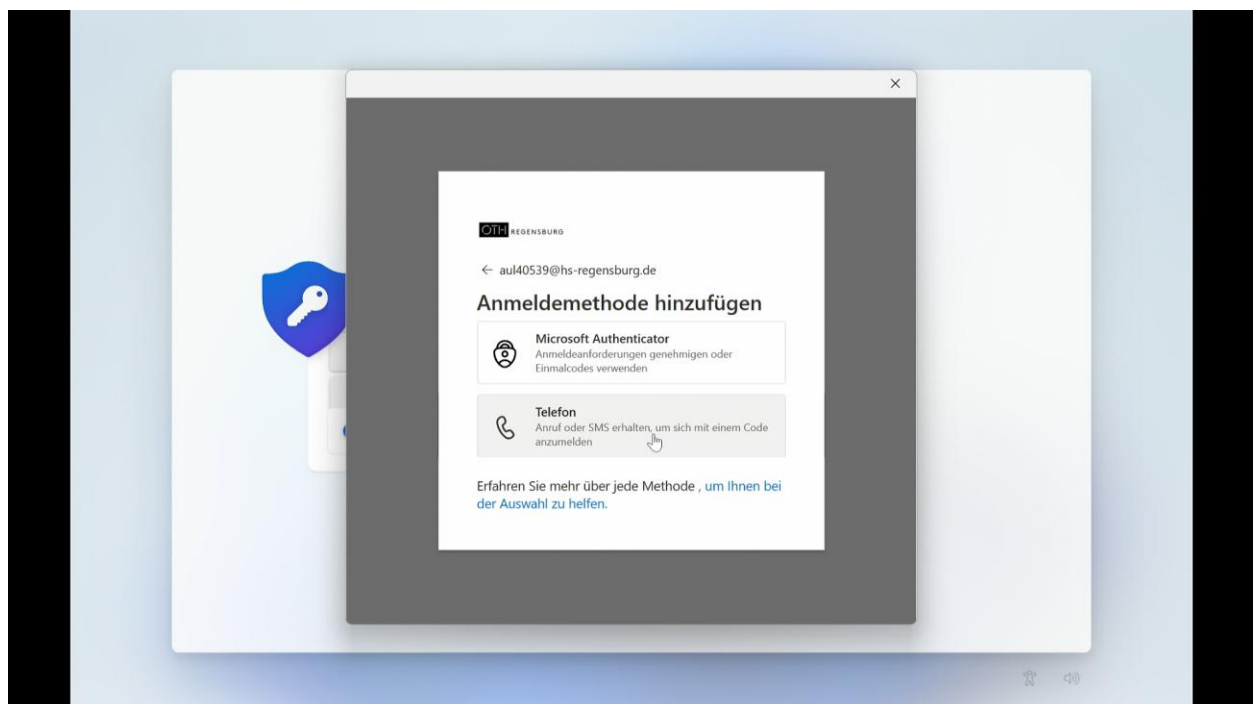 OTH REGENSBURG
← aul40539@hs-regensburg.de
Anmeldemethode hinzufügen
Microsoft Authenticator
Anmeldeanforderungen genehmigen oder
Einmalcodes verwenden
Telefon
Anruf oder SMS erhalten, um sich mit einem Code
anzumelden
Erfahren Sie mehr über jede Methode , um Ihnen bei
der Auswahl zu helfen.